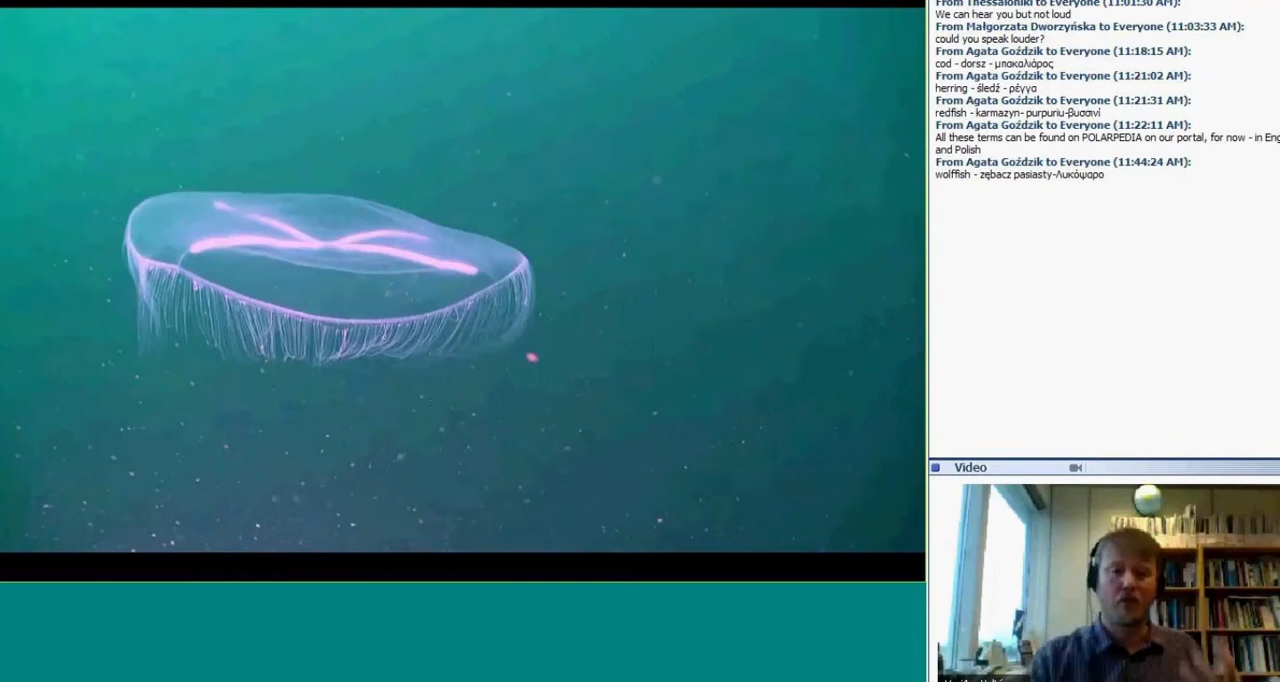 From Thessaloniki to Everyone (11:01:30 AM):
We can hear you but not loud
From Małgorzata Dworzyńska to Everyone (11:03:33 AM):
could you speak louder?
From Agata Goździk to Everyone (11:18:15 AM):
cod - dorsz - μπακαλιάρος
From Agata Goździk to Everyone (11:21:02 AM):
herring - śledź - ρέγγα
From Agata Goździk to Everyone (11:21:31 AM):
redfish - karmazyn- purpuriu-βυσσινί
From Agata Goździk to Everyone (11:22:11 AM):
All these terms can be found on POLARPEDIA on our portal, for now - in Eng
and Polish
From Agata Goździk to Everyone (11:44:24 AM):
wolffish - zębacz pasiasty-Λυκόψαρο
Video